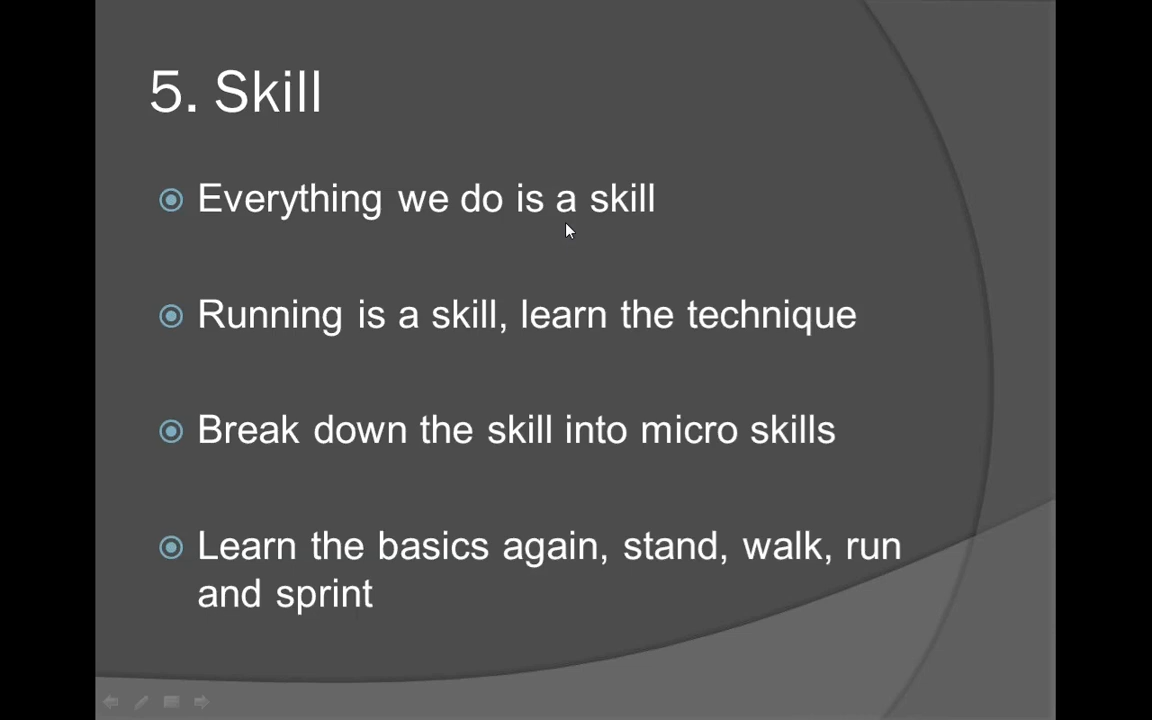 5. Skill
Everything we do is a skill
Running is a skill, learn the technique
Break down the skill into micro skills
Learn the basics again, stand, walk, run
and sprint